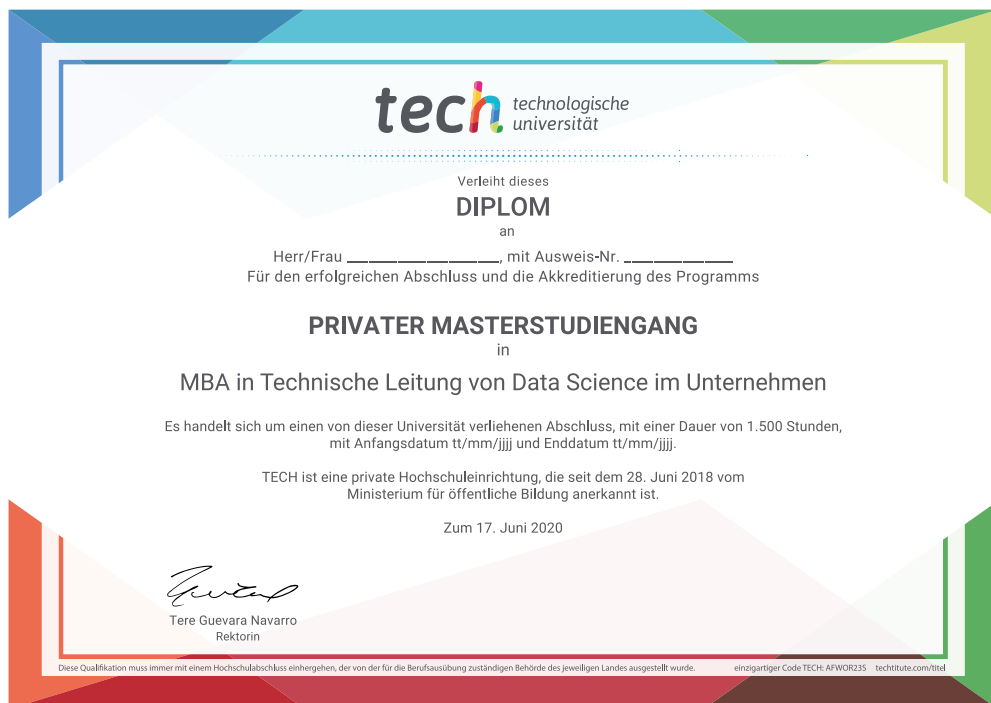 tech technologische
universität
Verleiht dieses
DIPLOM
an
Herr/Frau ____________________, mit Ausweis-Nr. ______________
Für den erfolgreichen Abschluss und die Akkreditierung des Programms
PRIVATER MASTERSTUDIENGANG
in
MBA in Technische Leitung von Data Science im Unternehmen
Es handelt sich um einen von dieser Universität verliehenen Abschluss, mit einer Dauer von 1.500 Stunden,
mit Anfangsdatum tt/mm/jjjj und Enddatum tt/mm/jjjj.
TECH ist eine private Hochschuleinrichtung, die seit dem 28. Juni 2018 vom
Ministerium für öffentliche Bildung anerkannt ist.
Zum 17. Juni 2020
Tere Guevara Navarro
Rektorin
Diese Qualifikation muss immer mit einem Hochschulabschluss einhergehen, der von der für die Berufsausübung zuständigen Behörde des jeweiligen Landes ausgestellt wurde. einzigartiger Code TECH: AFWOR23S techtitute.com/titel